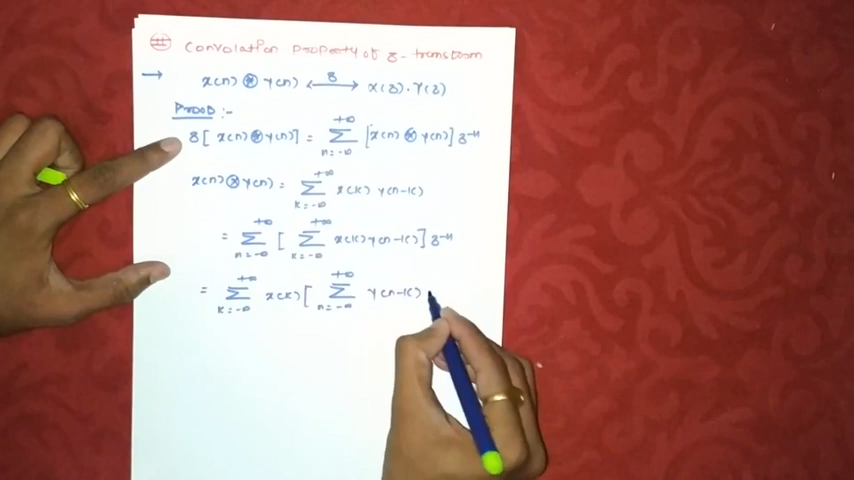 # Convolution property of z-transform
→ x(n) ⊛ y(n) ⟷ᶻ X(z).Y(z)
Proof :-
z[x(n) ⊛ y(n)] = Σ_{n=-∞}^{+∞} [x(n) ⊛ y(n)] z⁻ⁿ
x(n) ⊛ y(n) = Σ_{k=-∞}^{+∞} x(k) y(n-k)
= Σ_{n=-∞}^{+∞} [ Σ_{k=-∞}^{+∞} x(k) y(n-k) ] z⁻ⁿ
= Σ_{k=-∞}^{+∞} x(k) [ Σ_{n=-∞}^{+∞} y(n-k)